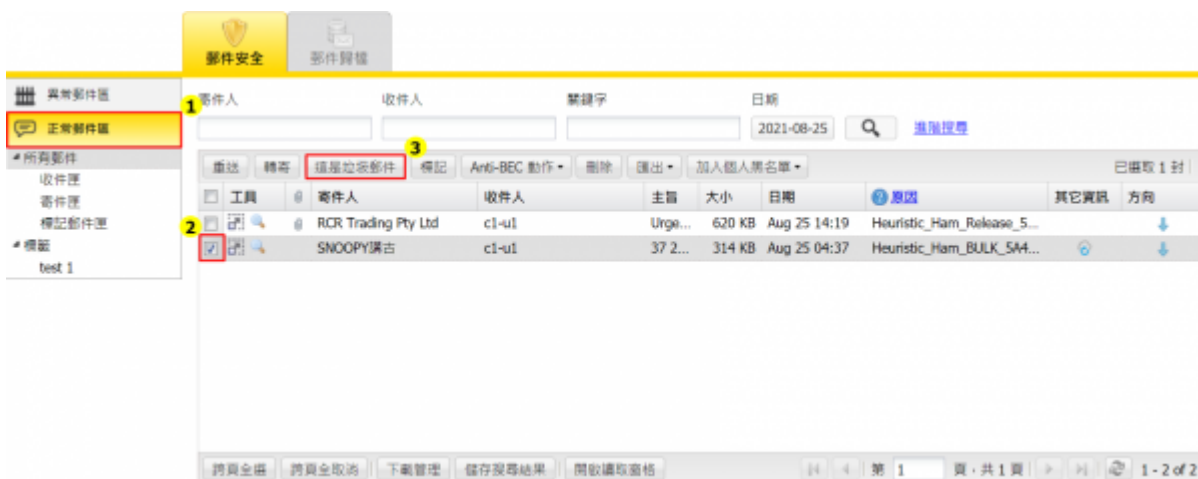 郵件安全
郵件歸檔
異常郵件區
正常郵件區
所有郵件
收件匣
寄件匣
標記郵件匣
標籤
test 1
1
寄件人 收件人 關鍵字 日期
2021-08-25 進階搜尋
3
重送 轉寄 這是垃圾郵件 標記 Anti-BEC 動作 刪除 匯出 加入個人黑名單 已選取 1 封
工具 寄件人 收件人 主旨 大小 日期 原因 其它資訊 方向
2
RCR Trading Pty Ltd c1-u1 Urge... 620 KB Aug 25 14:19 Heuristic_Ham_Release_5...
SNOOPY講古 c1-u1 37 2... 314 KB Aug 25 04:37 Heuristic_Ham_BULK_5A4...
跨頁全選 跨頁全取消 下載管理 儲存搜尋結果 開啟讀取窗格 第 1 頁，共1頁 1 - 2 of 2